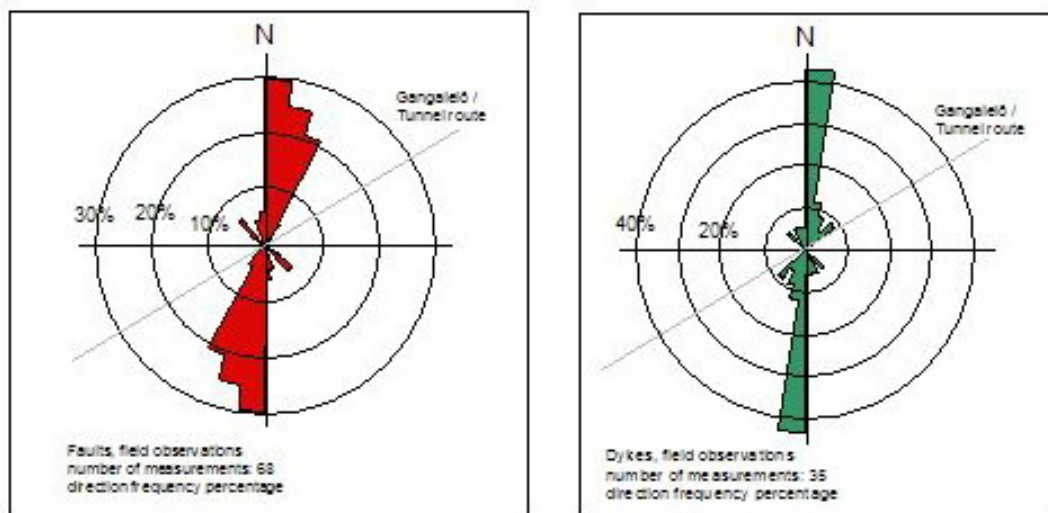 N
Gangaleið /
Tunnel route
30%
20%
10%
Faults, field observations
number of measurements: 68
direction frequency percentage
N
Gangaleið /
Tunnel route
40%
20%
Dykes, field observations
number of measurements: 35
direction frequency percentage